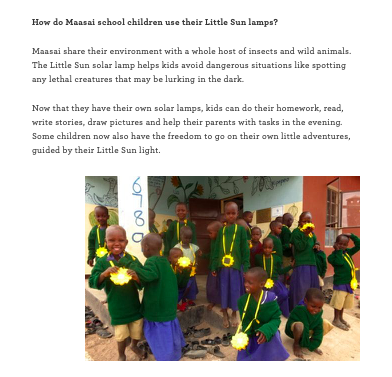 How do Maasai school children use their Little Sun lamps?
Maasai share their environment with a whole host of insects and wild animals.
The Little Sun solar lamp helps kids avoid dangerous situations like spotting
any lethal creatures that may be lurking in the dark.
Now that they have their own solar lamps, kids can do their homework, read,
write stories, draw pictures and help their parents with tasks in the evening.
Some children now also have the freedom to go on their own little adventures,
guided by their Little Sun light.
6
7
8
9